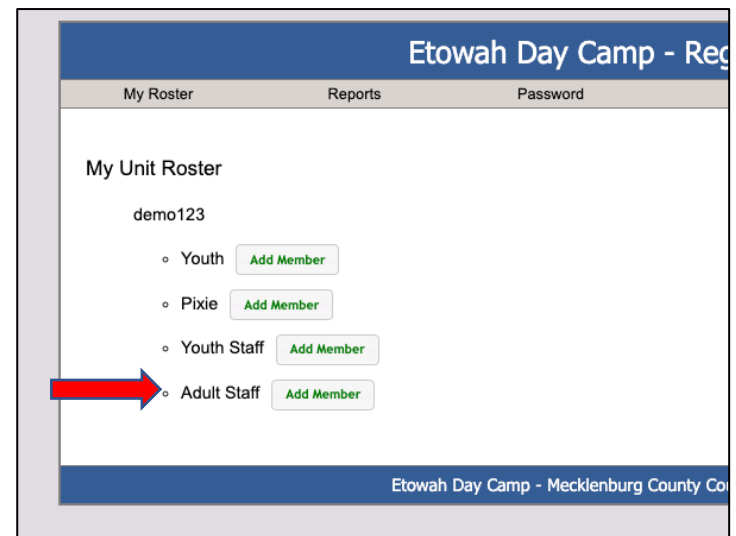 Etowah Day Camp - Reg
My Roster Reports Password
My Unit Roster
demo123
Youth Add Member
Pixie Add Member
Youth Staff Add Member
Adult Staff Add Member
Etowah Day Camp - Mecklenburg County Cou